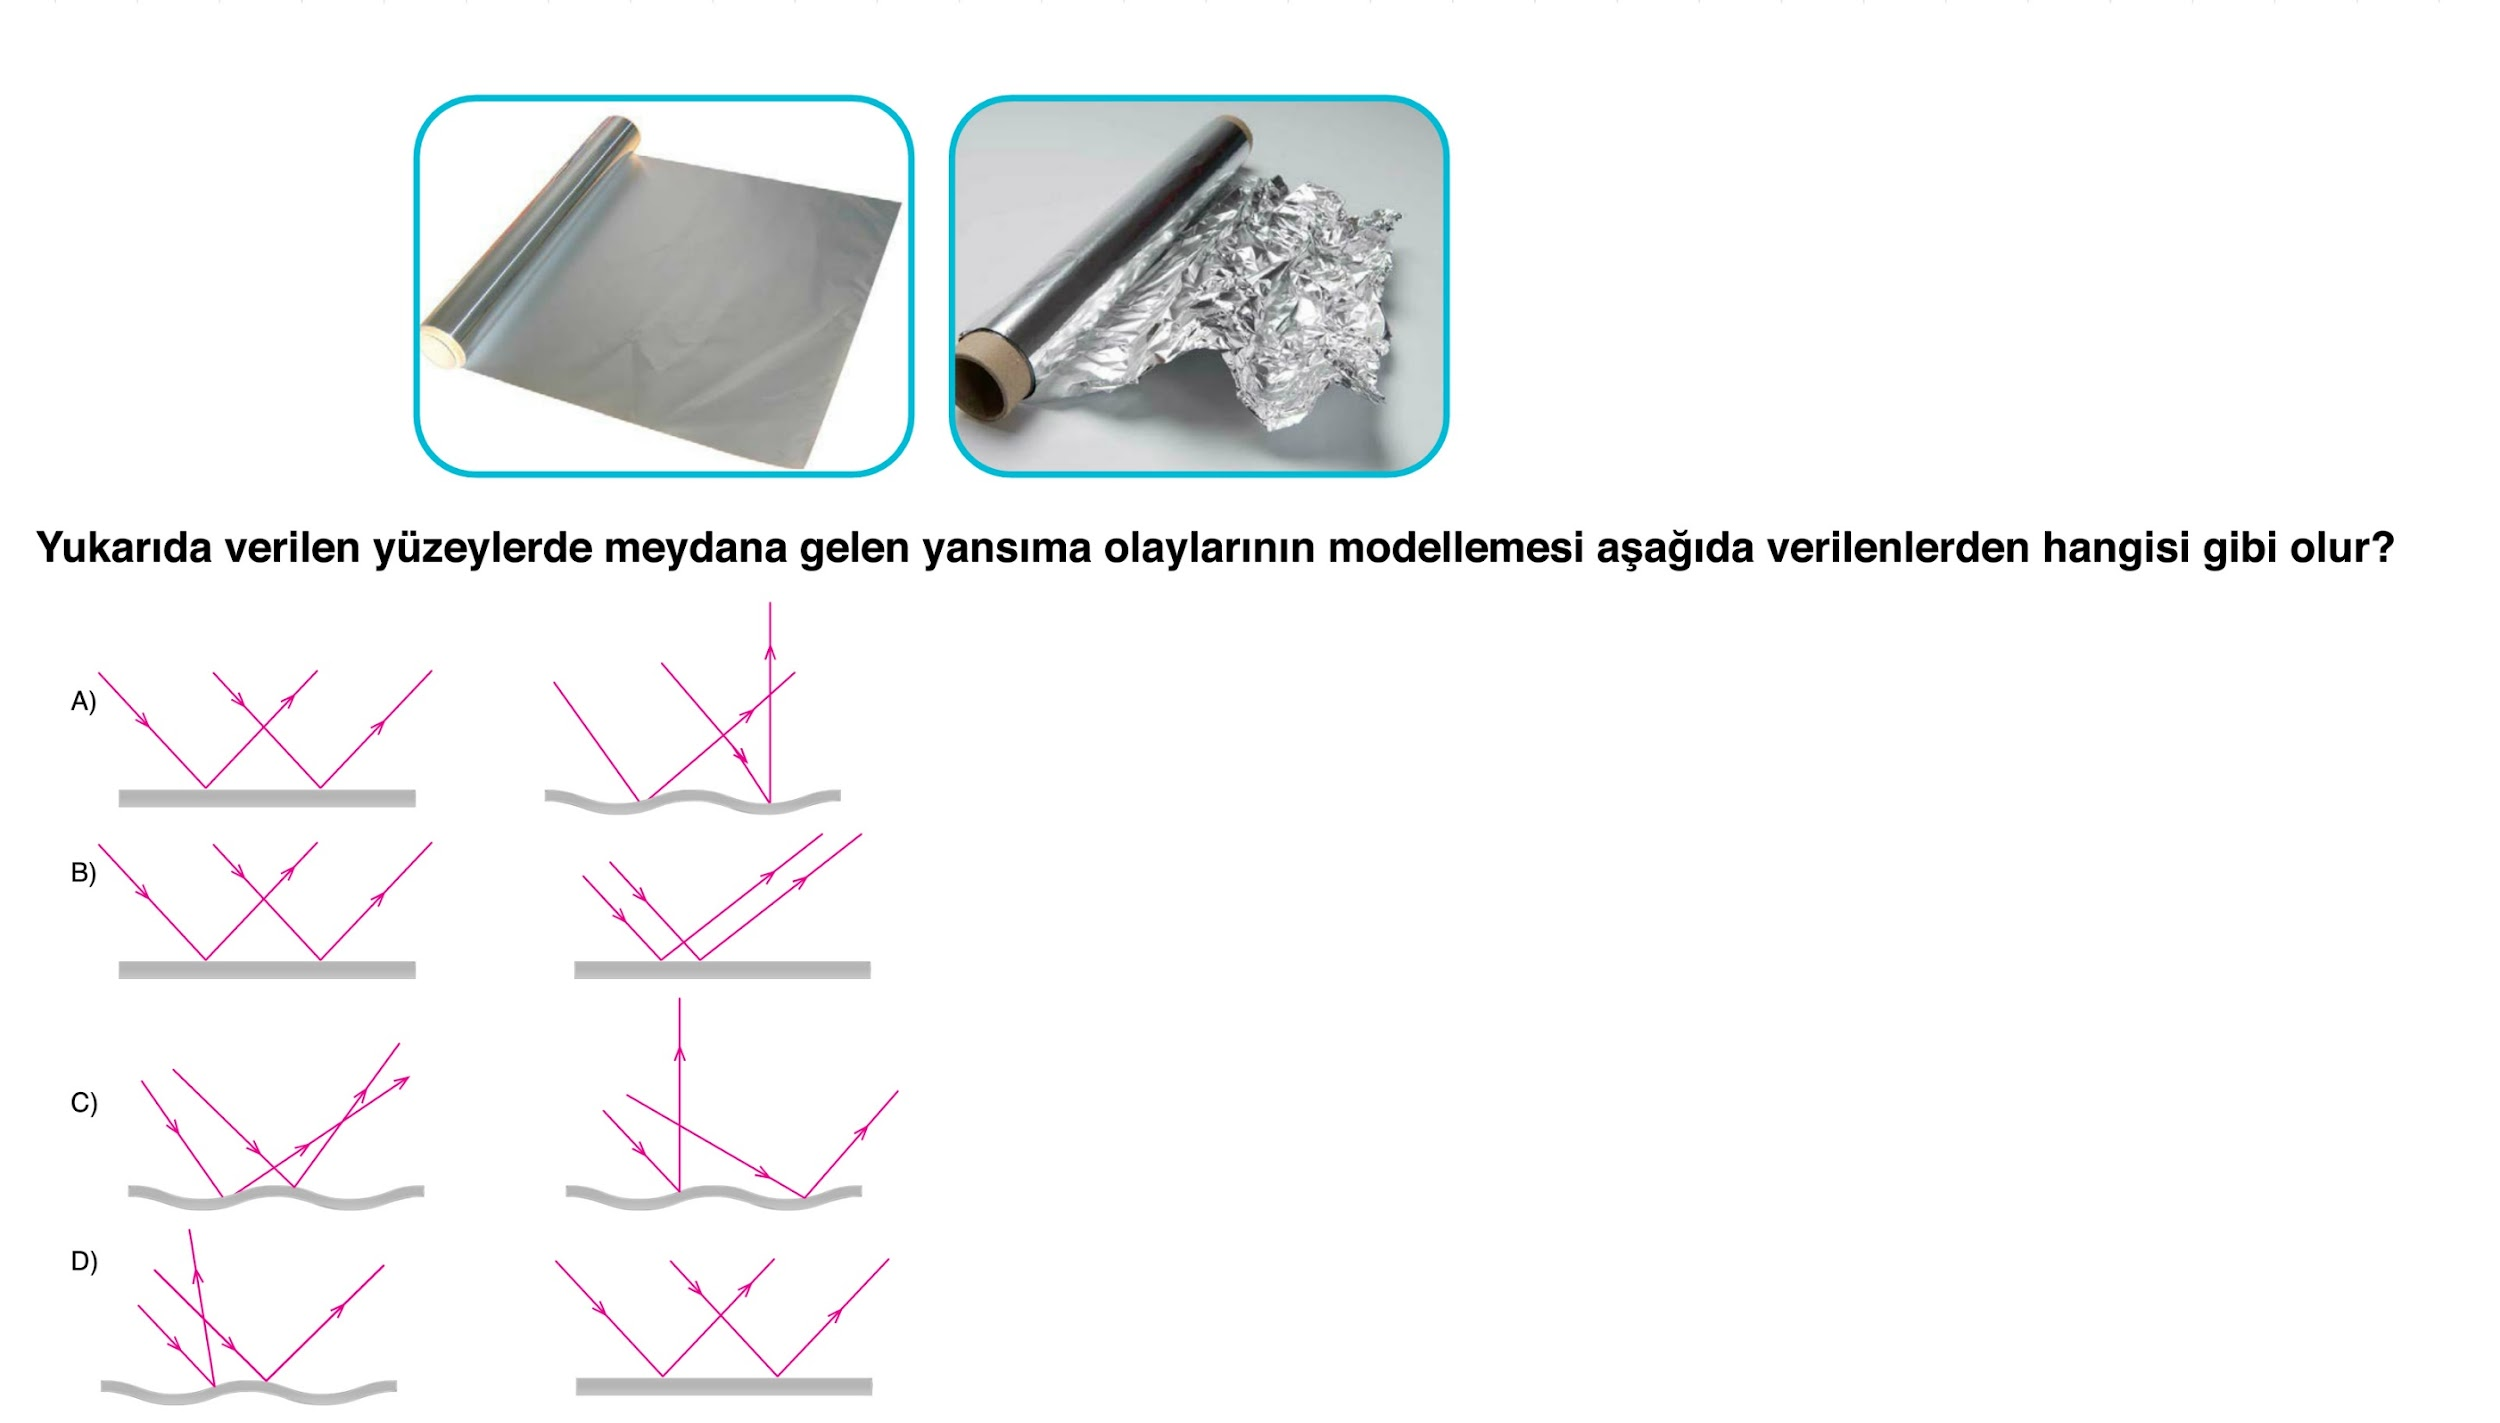 Yukarıda verilen yüzeylerde meydana gelen yansıma olaylarının modellemesi aşağıda verilenlerden hangisi gibi olur?
A)
B)
C)
D)